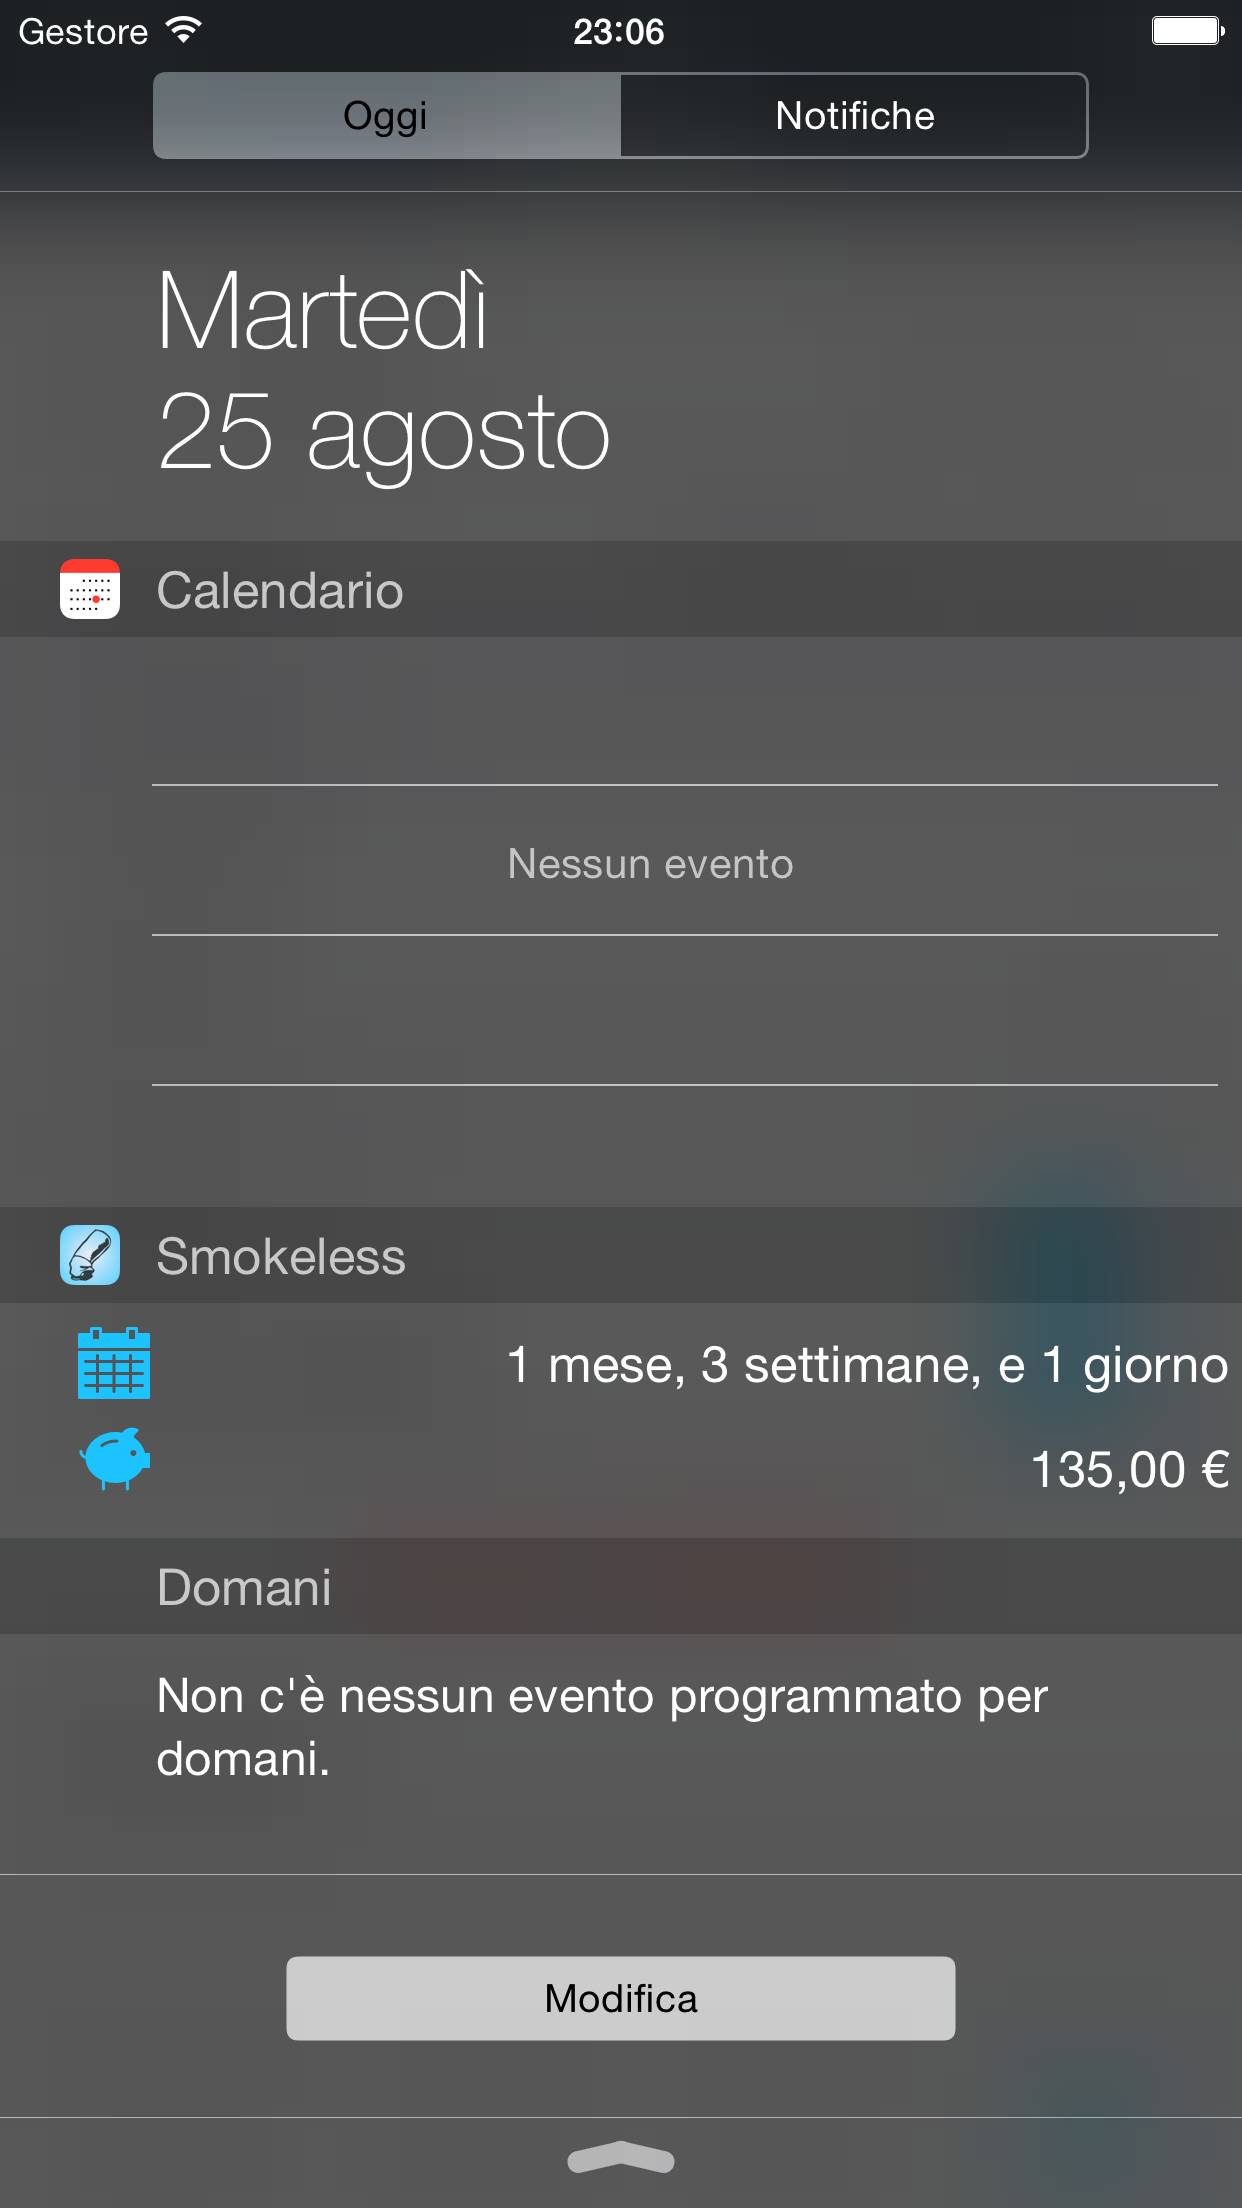 Gestore 23:06
Oggi Notifiche
Martedì
25 agosto
Calendario
Nessun evento
Smokeless
1 mese, 3 settimane, e 1 giorno
135,00 €
Domani
Non c'è nessun evento programmato per
domani.
Modifica